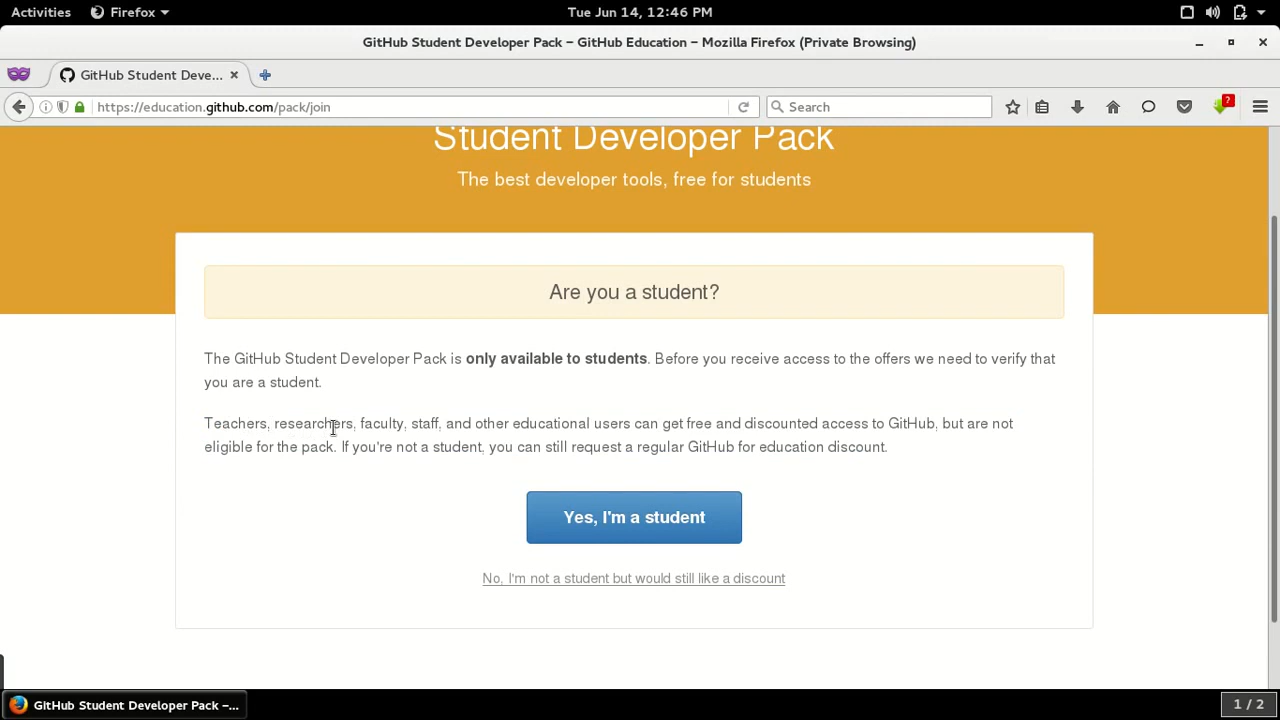 Activities Firefox Tue Jun 14, 12:46 PM
GitHub Student Developer Pack – GitHub Education – Mozilla Firefox (Private Browsing)
GitHub Student Deve...
https://education.github.com/pack/join Search ?
Student Developer Pack
The best developer tools, free for students
Are you a student?
The GitHub Student Developer Pack is only available to students. Before you receive access to the offers we need to verify that
you are a student.
Teachers, researchers, faculty, staff, and other educational users can get free and discounted access to GitHub, but are not
eligible for the pack. If you're not a student, you can still request a regular GitHub for education discount.
Yes, I'm a student
No, I'm not a student but would still like a discount
GitHub Student Developer Pack –... 1 / 2